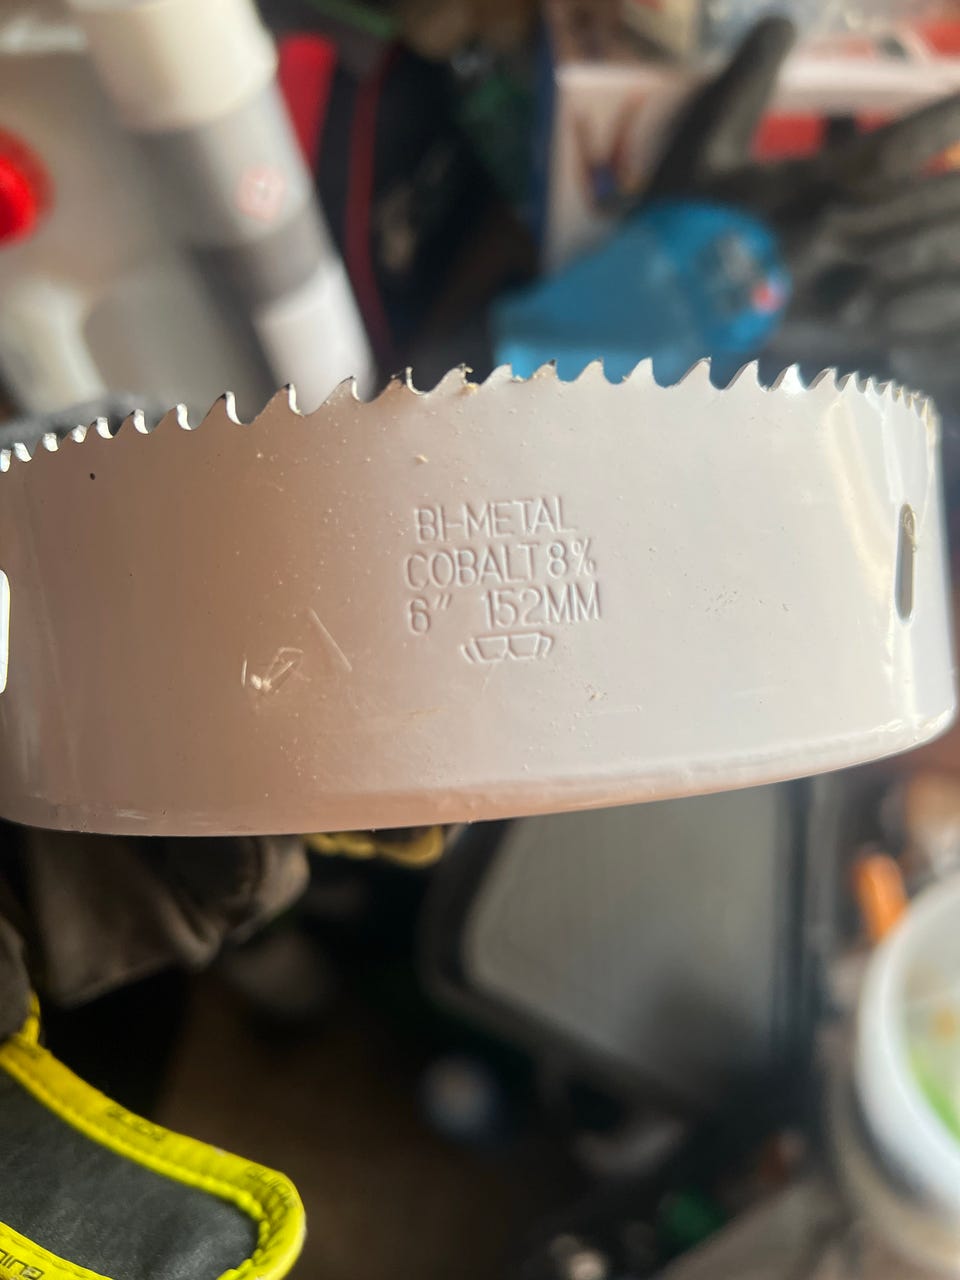 BI-METAL
COBALT 8%
6" 152MM